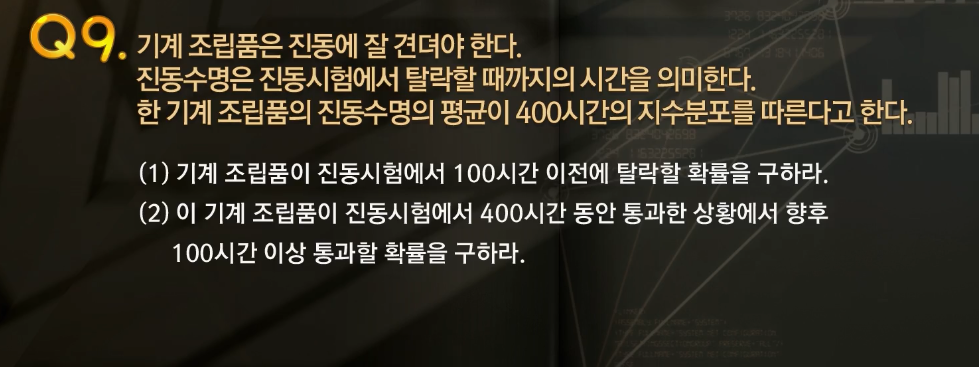 Q9. 기계 조립품은 진동에 잘 견뎌야 한다.
진동수명은 진동시험에서 탈락할 때까지의 시간을 의미한다.
한 기계 조립품의 진동수명의 평균이 400시간의 지수분포를 따른다고 한다.
(1) 기계 조립품이 진동시험에서 100시간 이전에 탈락할 확률을 구하라.
(2) 이 기계 조립품이 진동시험에서 400시간 동안 통과한 상황에서 향후
100시간 이상 통과할 확률을 구하라.